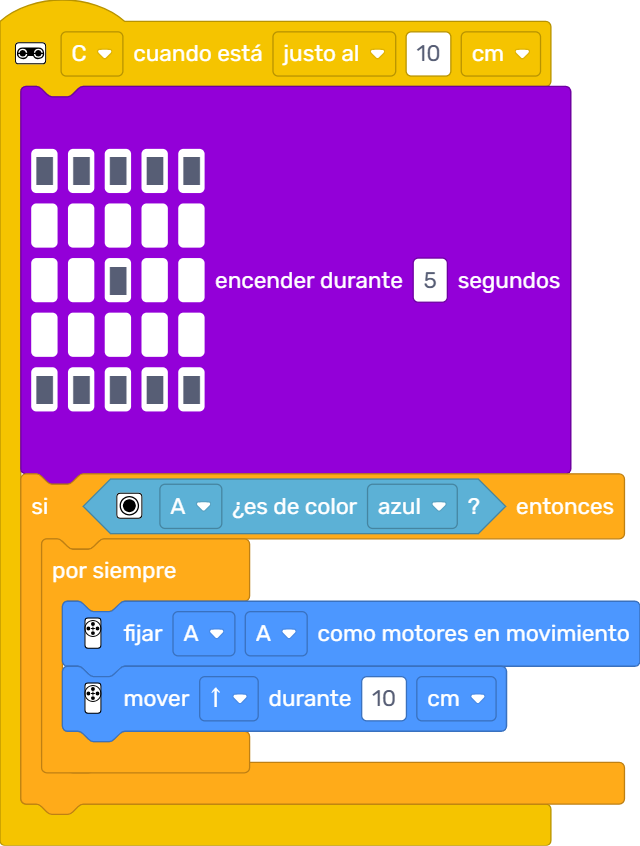 C cuando está justo al 10 cm
encender durante 5 segundos
si A ¿es de color azul ? entonces
por siempre
fijar A A como motores en movimiento
mover ↑ durante 10 cm